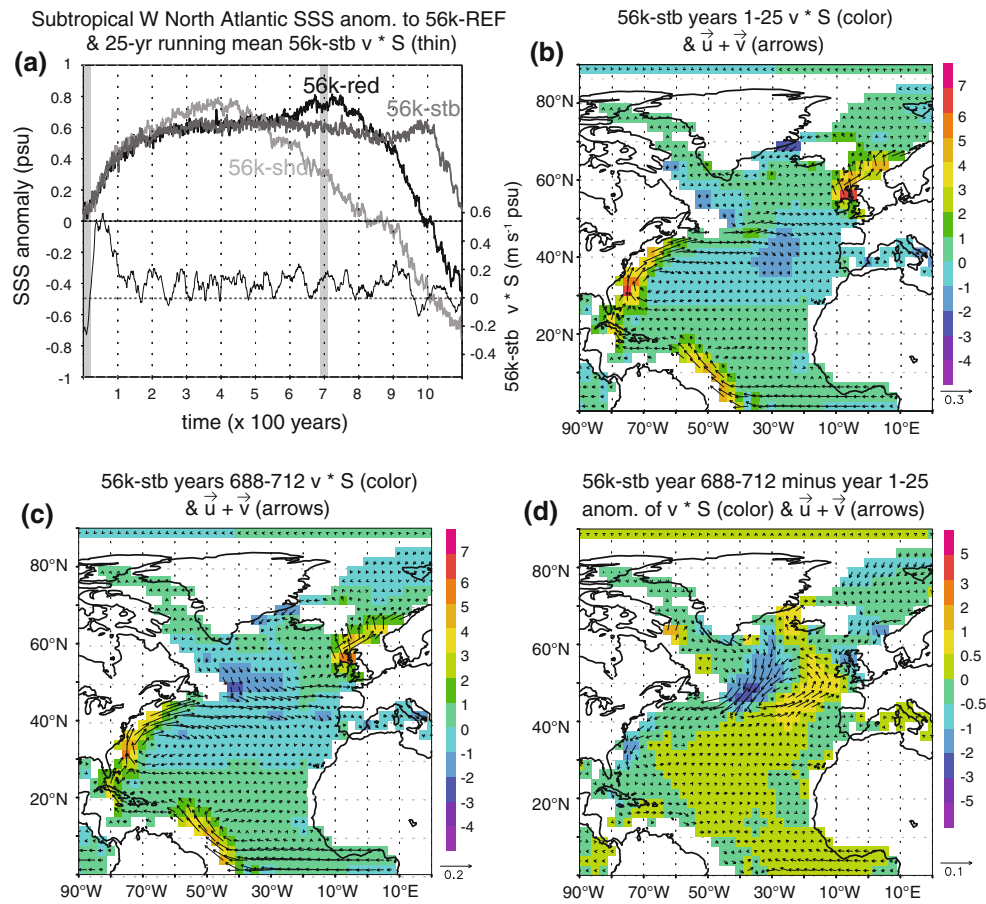 Subtropical W North Atlantic SSS anom. to 56k-REF
& 25-yr running mean 56k-stb v * S (thin)
(a)
1
0.8
0.6
0.4
0.2
0
-0.2
-0.4
-0.6
-0.8
-1
SSS anomaly (psu)
56k-red
56k-stb
56k-shd
0.6
0.4
0.2
0
-0.2
-0.4
56k-stb v * S (m s⁻¹ psu)
1 2 3 4 5 6 7 8 9 10
time (x 100 years)
56k-stb years 1-25 v * S (color)
& u + v (arrows)
(b)
80°N
60°N
40°N
20°N
90°W 70°W 50°W 30°W 10°W 10°E
7
6
5
4
3
2
1
0
-1
-2
-3
-4
0.3
56k-stb years 688-712 v * S (color)
& u + v (arrows)
(c)
80°N
60°N
40°N
20°N
90°W 70°W 50°W 30°W 10°W 10°E
7
6
5
4
3
2
1
0
-1
-2
-3
-4
0.2
56k-stb year 688-712 minus year 1-25
anom. of v * S (color) & u + v (arrows)
(d)
80°N
60°N
40°N
20°N
90°W 70°W 50°W 30°W 10°W 10°E
5
3
2
1
0.5
0
-0.5
-1
-2
-3
-5
0.1